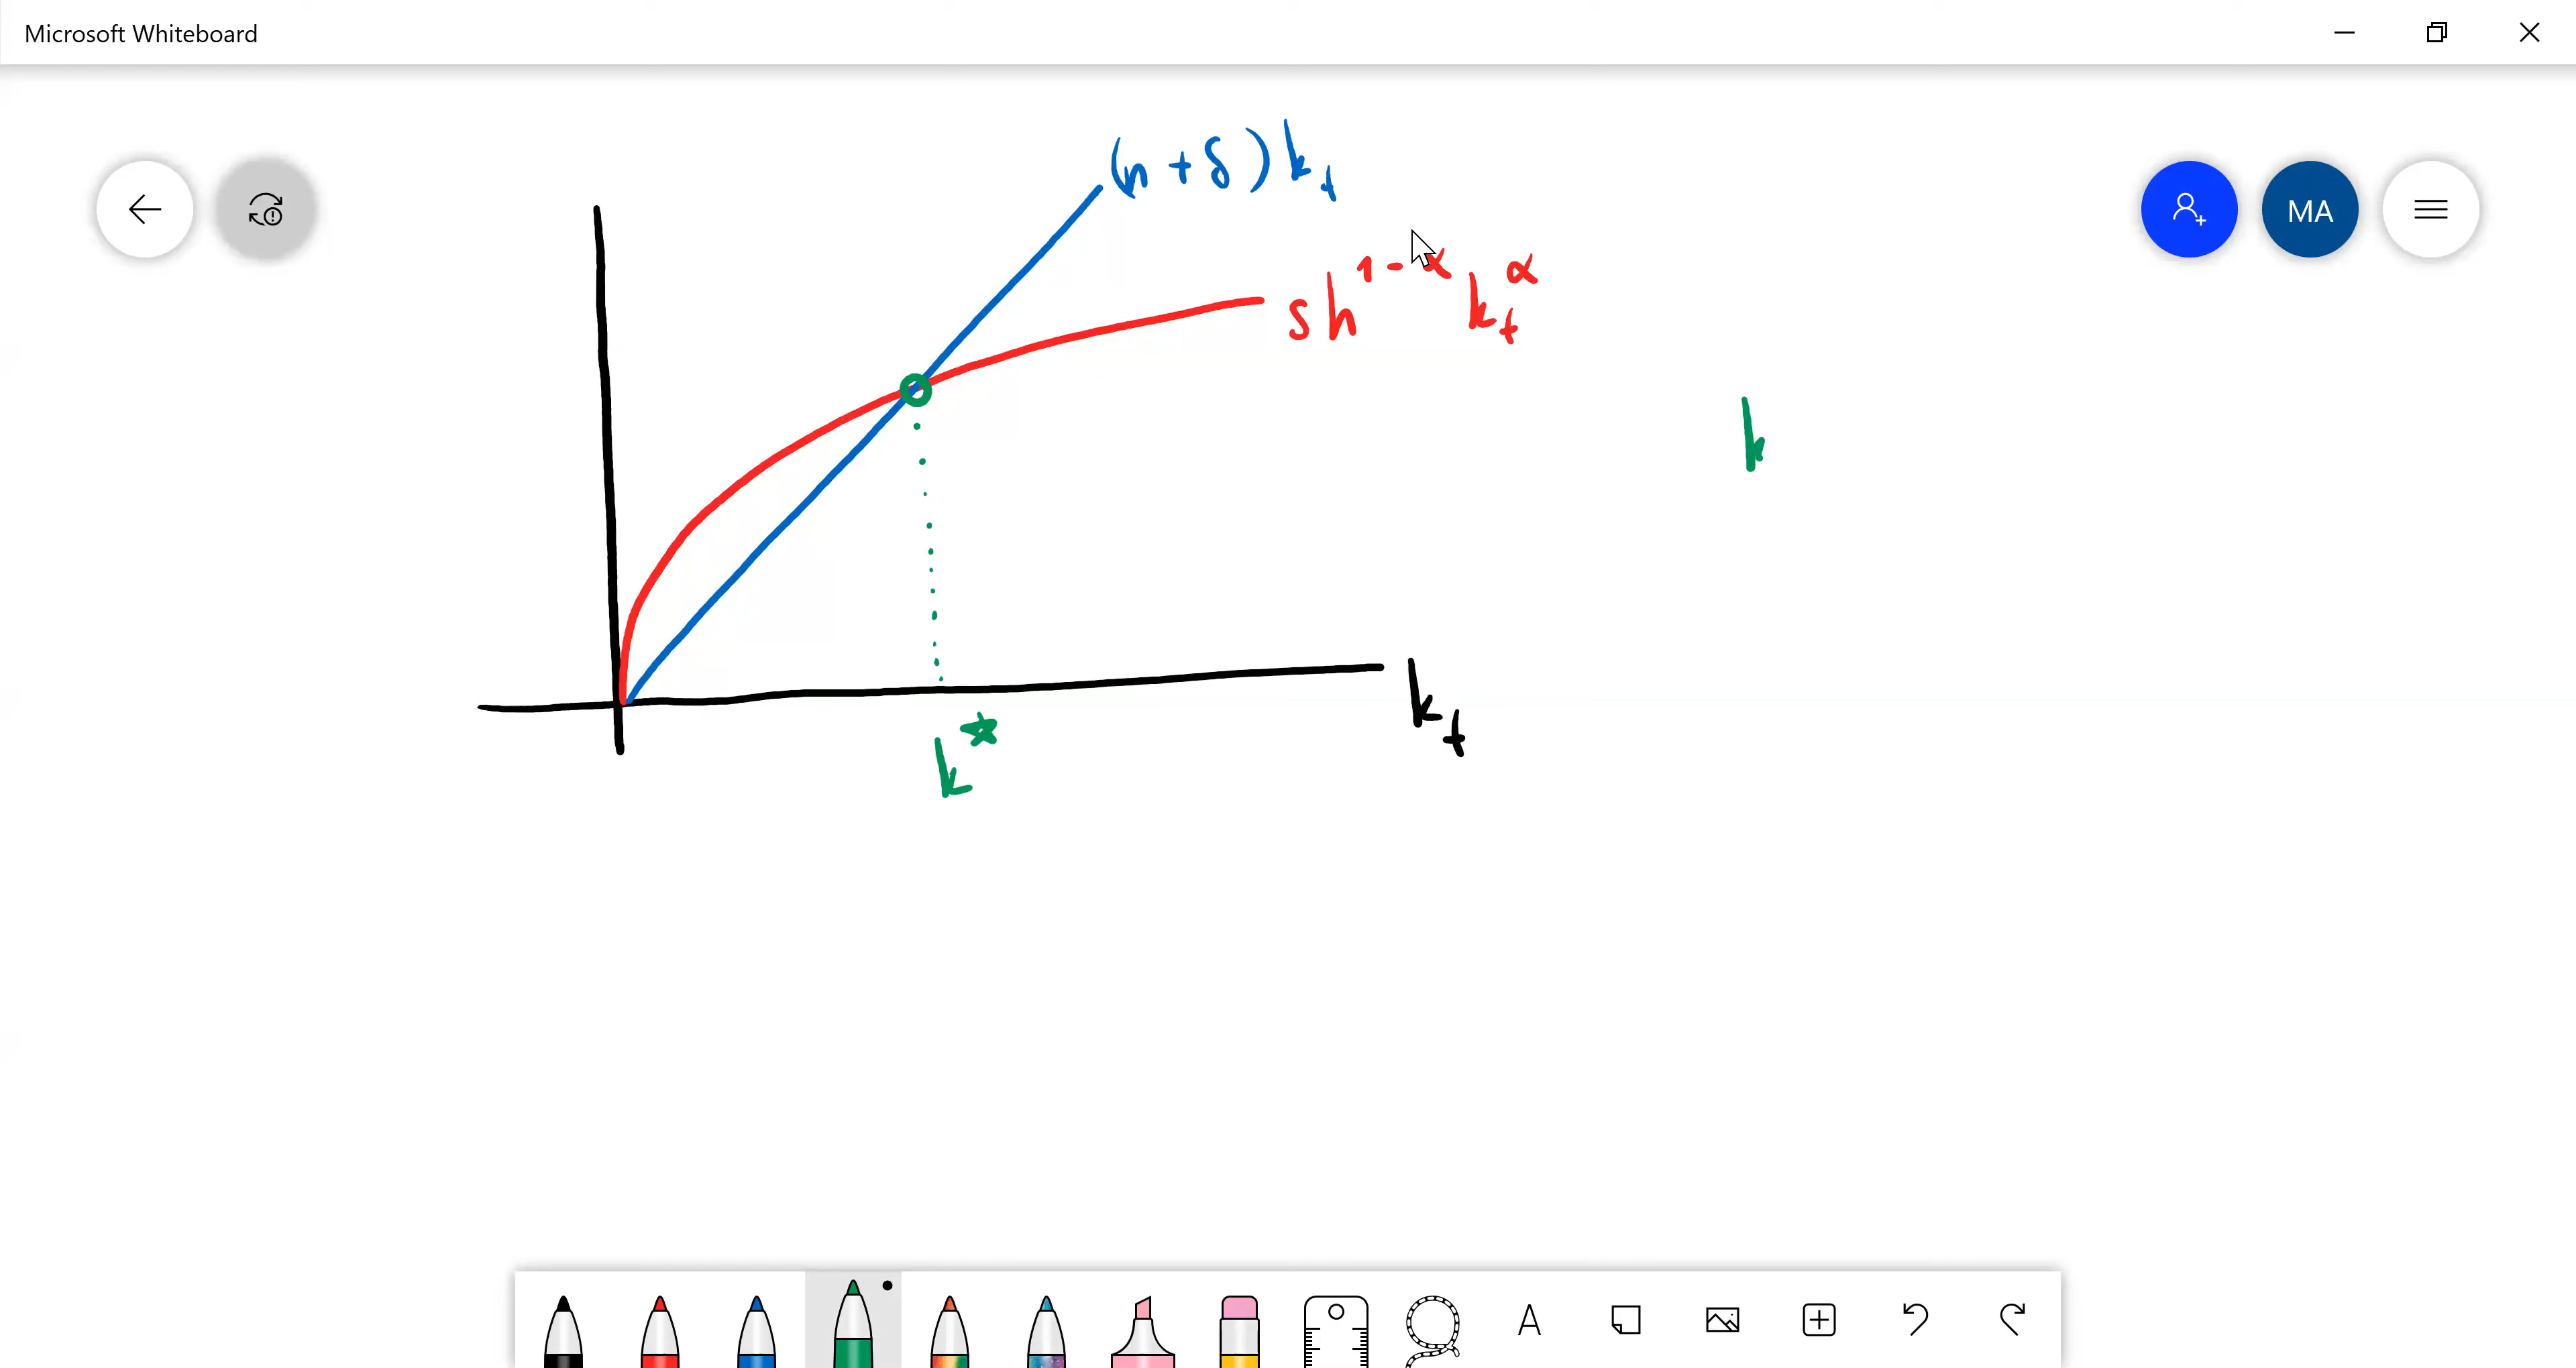 Microsoft Whiteboard
(n + δ) k_t
MA
s h^{1-α} k_t^α
k
k_t
k*